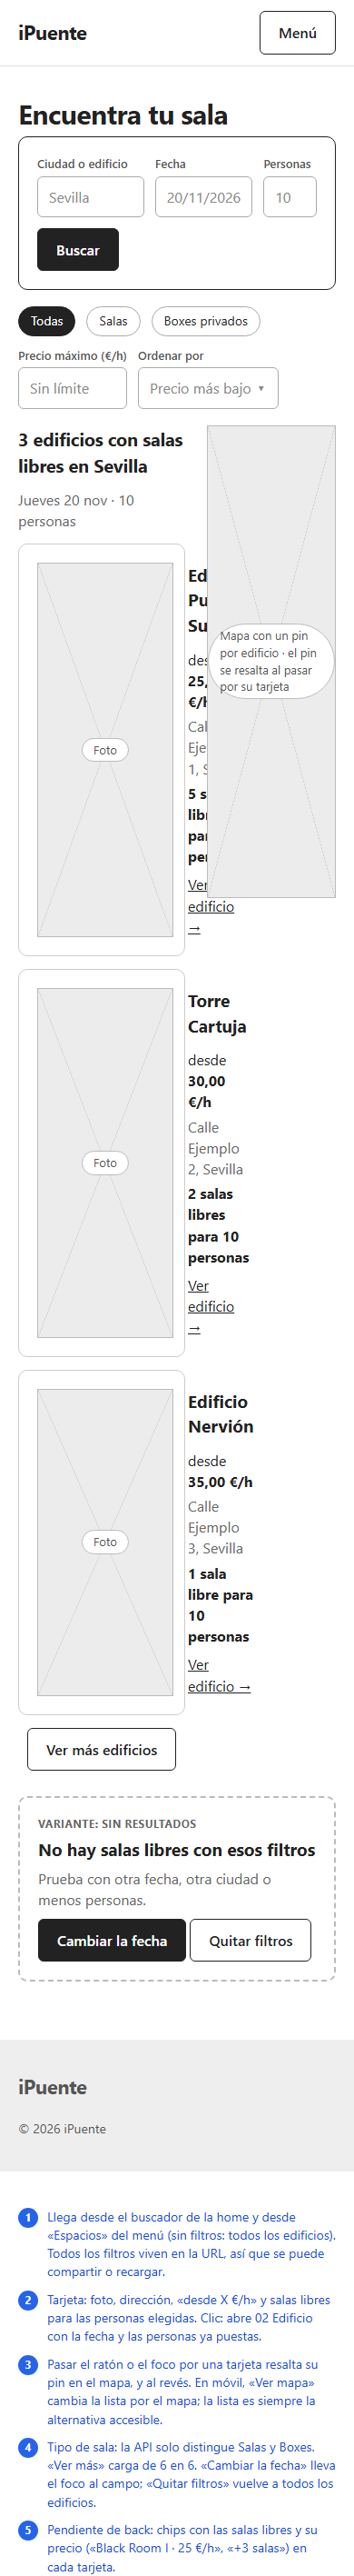 iPuente
Menú
Encuentra tu sala
Ciudad o edificio
Fecha
Personas
Sevilla
20/11/2026
10
Buscar
Todas
Salas
Boxes privados
Precio máximo (€/h)
Ordenar por
Sin límite
Precio más bajo ▾
3 edificios con salas
libres en Sevilla
Jueves 20 nov · 10
personas
Foto
Mapa con un pin
por edificio · el pin
se resalta al pasar
por su tarjeta
Ver
edificio
→
Foto
Torre
Cartuja
desde
30,00
€/h
Calle
Ejemplo
2, Sevilla
2 salas
libres
para 10
personas
Ver
edificio
→
Foto
Edificio
Nervión
desde
35,00 €/h
Calle
Ejemplo
3, Sevilla
1 sala
libre para
10
personas
Ver
edificio →
Ver más edificios
VARIANTE: SIN RESULTADOS
No hay salas libres con esos filtros
Prueba con otra fecha, otra ciudad o
menos personas.
Cambiar la fecha
Quitar filtros
iPuente
© 2026 iPuente
1 Llega desde el buscador de la home y desde
«Espacios» del menú (sin filtros: todos los edificios).
Todos los filtros viven en la URL, así que se puede
compartir o recargar.
2 Tarjeta: foto, dirección, «desde X €/h» y salas libres
para las personas elegidas. Clic: abre 02 Edificio
con la fecha y las personas ya puestas.
3 Pasar el ratón o el foco por una tarjeta resalta su
pin en el mapa, y al revés. En móvil, «Ver mapa»
cambia la lista por el mapa; la lista es siempre la
alternativa accesible.
4 Tipo de sala: la API solo distingue Salas y Boxes.
«Ver más» carga de 6 en 6. «Cambiar la fecha» lleva
el foco al campo; «Quitar filtros» vuelve a todos los
edificios.
5 Pendiente de back: chips con las salas libres y su
precio («Black Room I · 25 €/h», «+3 salas») en
cada tarjeta.